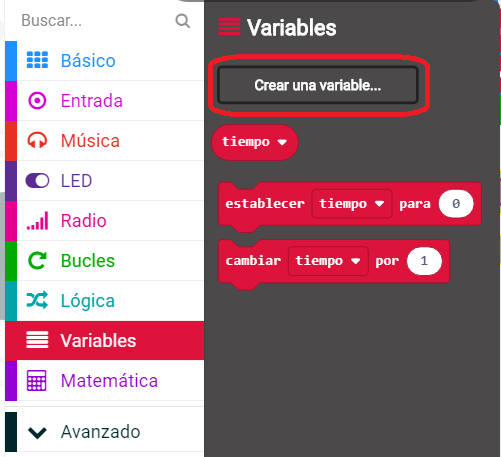 Buscar...
Básico
Entrada
Música
LED
Radio
Bucles
Lógica
Variables
Matemática
Avanzado
Variables
Crear una variable...
tiempo
establecer tiempo para 0
cambiar tiempo por 1